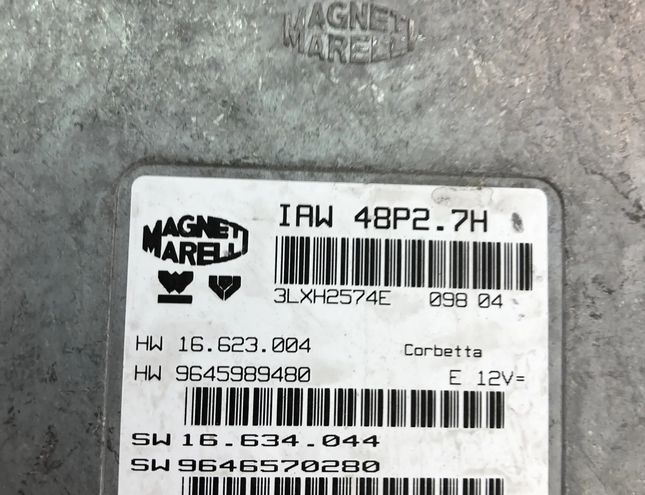 MAGNETI
MARELLI
MAGNETI
MARELLI
IAW 48P2.7H
3LXH2574E 098 04
HW 16.623.004 Corbetta
HW 9645989480 E 12V=
SW 16.634.044
SW 9646570280